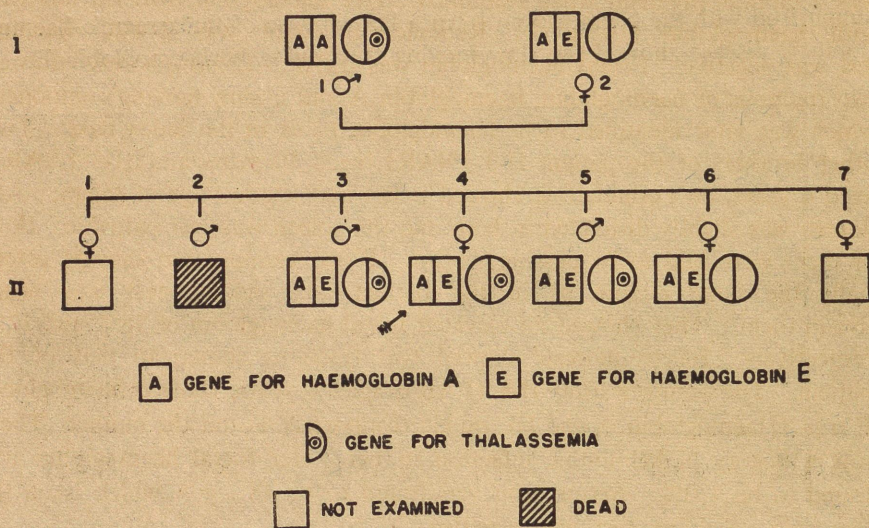 I
A A
A E
1 ♂ ♀ 2
1 2 3 4 5 6 7
♀ ♂ ♂ ♀ ♂ ♀ ♀
II
A E
A E
A E
A E
A GENE FOR HAEMOGLOBIN A
E GENE FOR HAEMOGLOBIN E
GENE FOR THALASSEMIA
NOT EXAMINED
DEAD